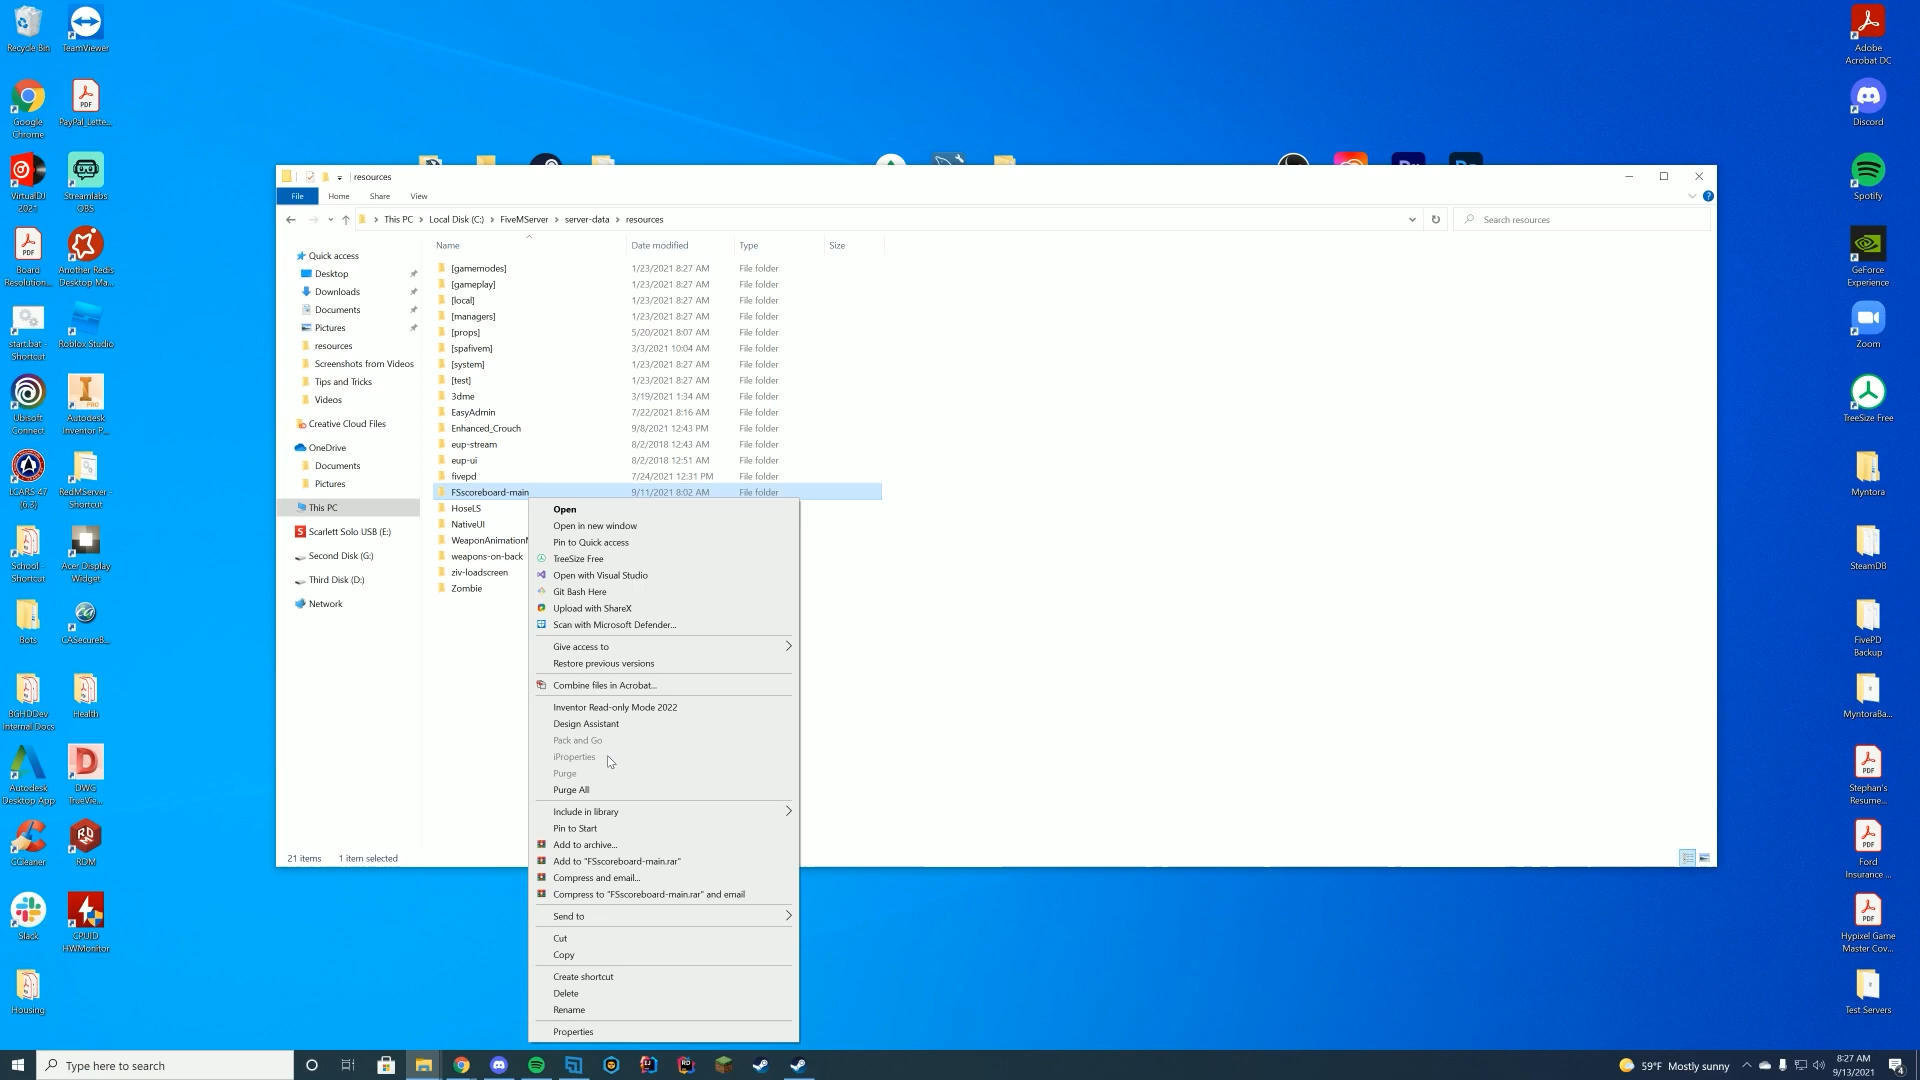 Recycle Bin
TeamViewer
Google
Chrome
PayPal_Lette...
VirtualDJ
2021
Streamlabs
OBS
Board
Resolution...
Another Redis
Desktop Ma...
start.bat -
Shortcut
Roblox Studio
Ubisoft
Connect
Autodesk
Inventor P...
LCARS 47
(6.3)
RedMServer -
Shortcut
School -
Shortcut
Acer Display
Widget
Bots
CASecureB...
BGHDDev
Internal Docs
Health
Autodesk
Desktop App
DWG
TrueVie...
CCleaner
RDM
Slack
CPUID
HWMonitor
Housing
resources
File
Home
Share
View
This PC
Local Disk (C:)
FiveMServer
server-data
resources
Search resources
Quick access
Desktop
Downloads
Documents
Pictures
resources
Screenshots from Videos
Tips and Tricks
Videos
Creative Cloud Files
OneDrive
Documents
Pictures
This PC
Scarlett Solo USB (E:)
Second Disk (G:)
Third Disk (D:)
Network
Name Date modified Type Size
[gamemodes] 1/23/2021 8:27 AM File folder
[gameplay] 1/23/2021 8:27 AM File folder
[local] 1/23/2021 8:27 AM File folder
[managers] 1/23/2021 8:27 AM File folder
[props] 5/20/2021 8:07 AM File folder
[spafivem] 3/3/2021 10:04 AM File folder
[system] 1/23/2021 8:27 AM File folder
[test] 1/23/2021 8:27 AM File folder
3dme 3/19/2021 1:34 AM File folder
EasyAdmin 7/22/2021 8:16 AM File folder
Enhanced_Crouch 9/8/2021 12:43 PM File folder
eup-stream 8/2/2018 12:43 AM File folder
eup-ui 8/2/2018 12:51 AM File folder
fivepd 7/24/2021 12:31 PM File folder
FSscoreboard-main 9/11/2021 8:02 AM File folder
HoseLS
NativeUI
WeaponAnimation
weapons-on-back
ziv-loadscreen
Zombie
Open
Open in new window
Pin to Quick access
TreeSize Free
Open with Visual Studio
Git Bash Here
Upload with ShareX
Scan with Microsoft Defender...
Give access to
Restore previous versions
Combine files in Acrobat...
Inventor Read-only Mode 2022
Design Assistant
Pack and Go
iProperties
Purge
Purge All
Include in library
Pin to Start
Add to archive...
Add to "FSscoreboard-main.rar"
Compress and email...
Compress to "FSscoreboard-main.rar" and email
Send to
Cut
Copy
Create shortcut
Delete
Rename
Properties
21 items
1 item selected
Adobe
Acrobat DC
Discord
Spotify
GeForce
Experience
Zoom
TreeSize Free
Myntora
SteamDB
FivePD
Backup
MyntoraBa...
Stephan's
Resume...
Ford
Insurance ...
Hypixel Game
Master Cov...
Test Servers
Type here to search
59°F Mostly sunny
8:27 AM
9/13/2021